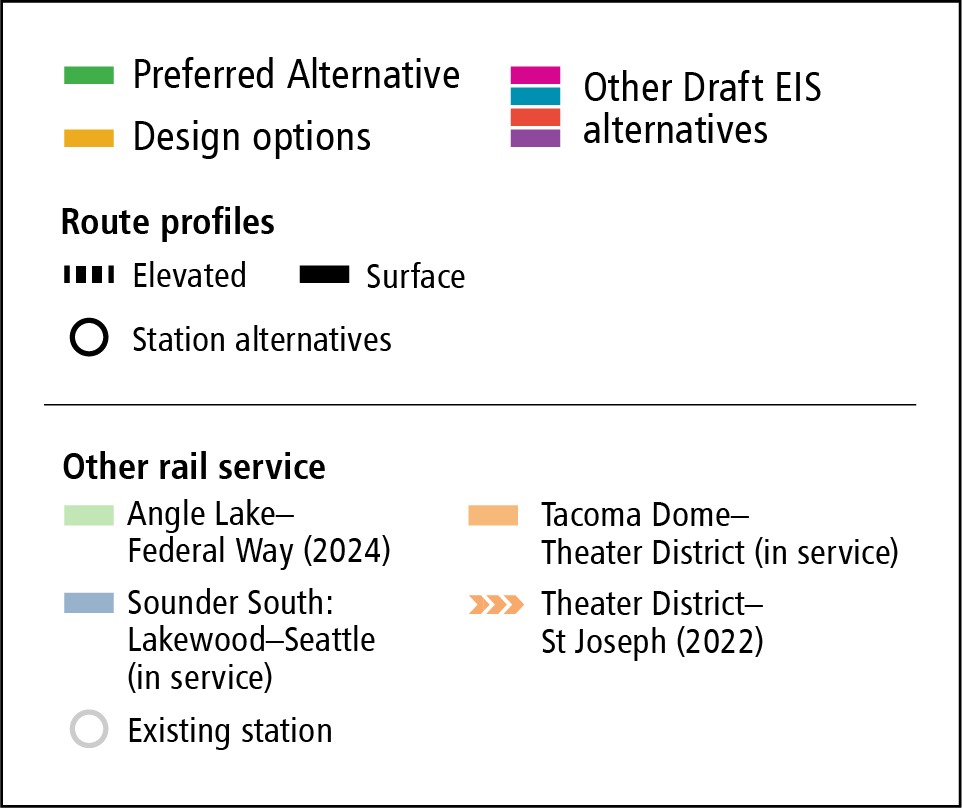 Preferred Alternative
Design options
Other Draft EIS
alternatives
Route profiles
Elevated
Surface
Station alternatives
Other rail service
Angle Lake–
Federal Way (2024)
Sounder South:
Lakewood–Seattle
(in service)
Existing station
Tacoma Dome–
Theater District (in service)
Theater District–
St Joseph (2022)